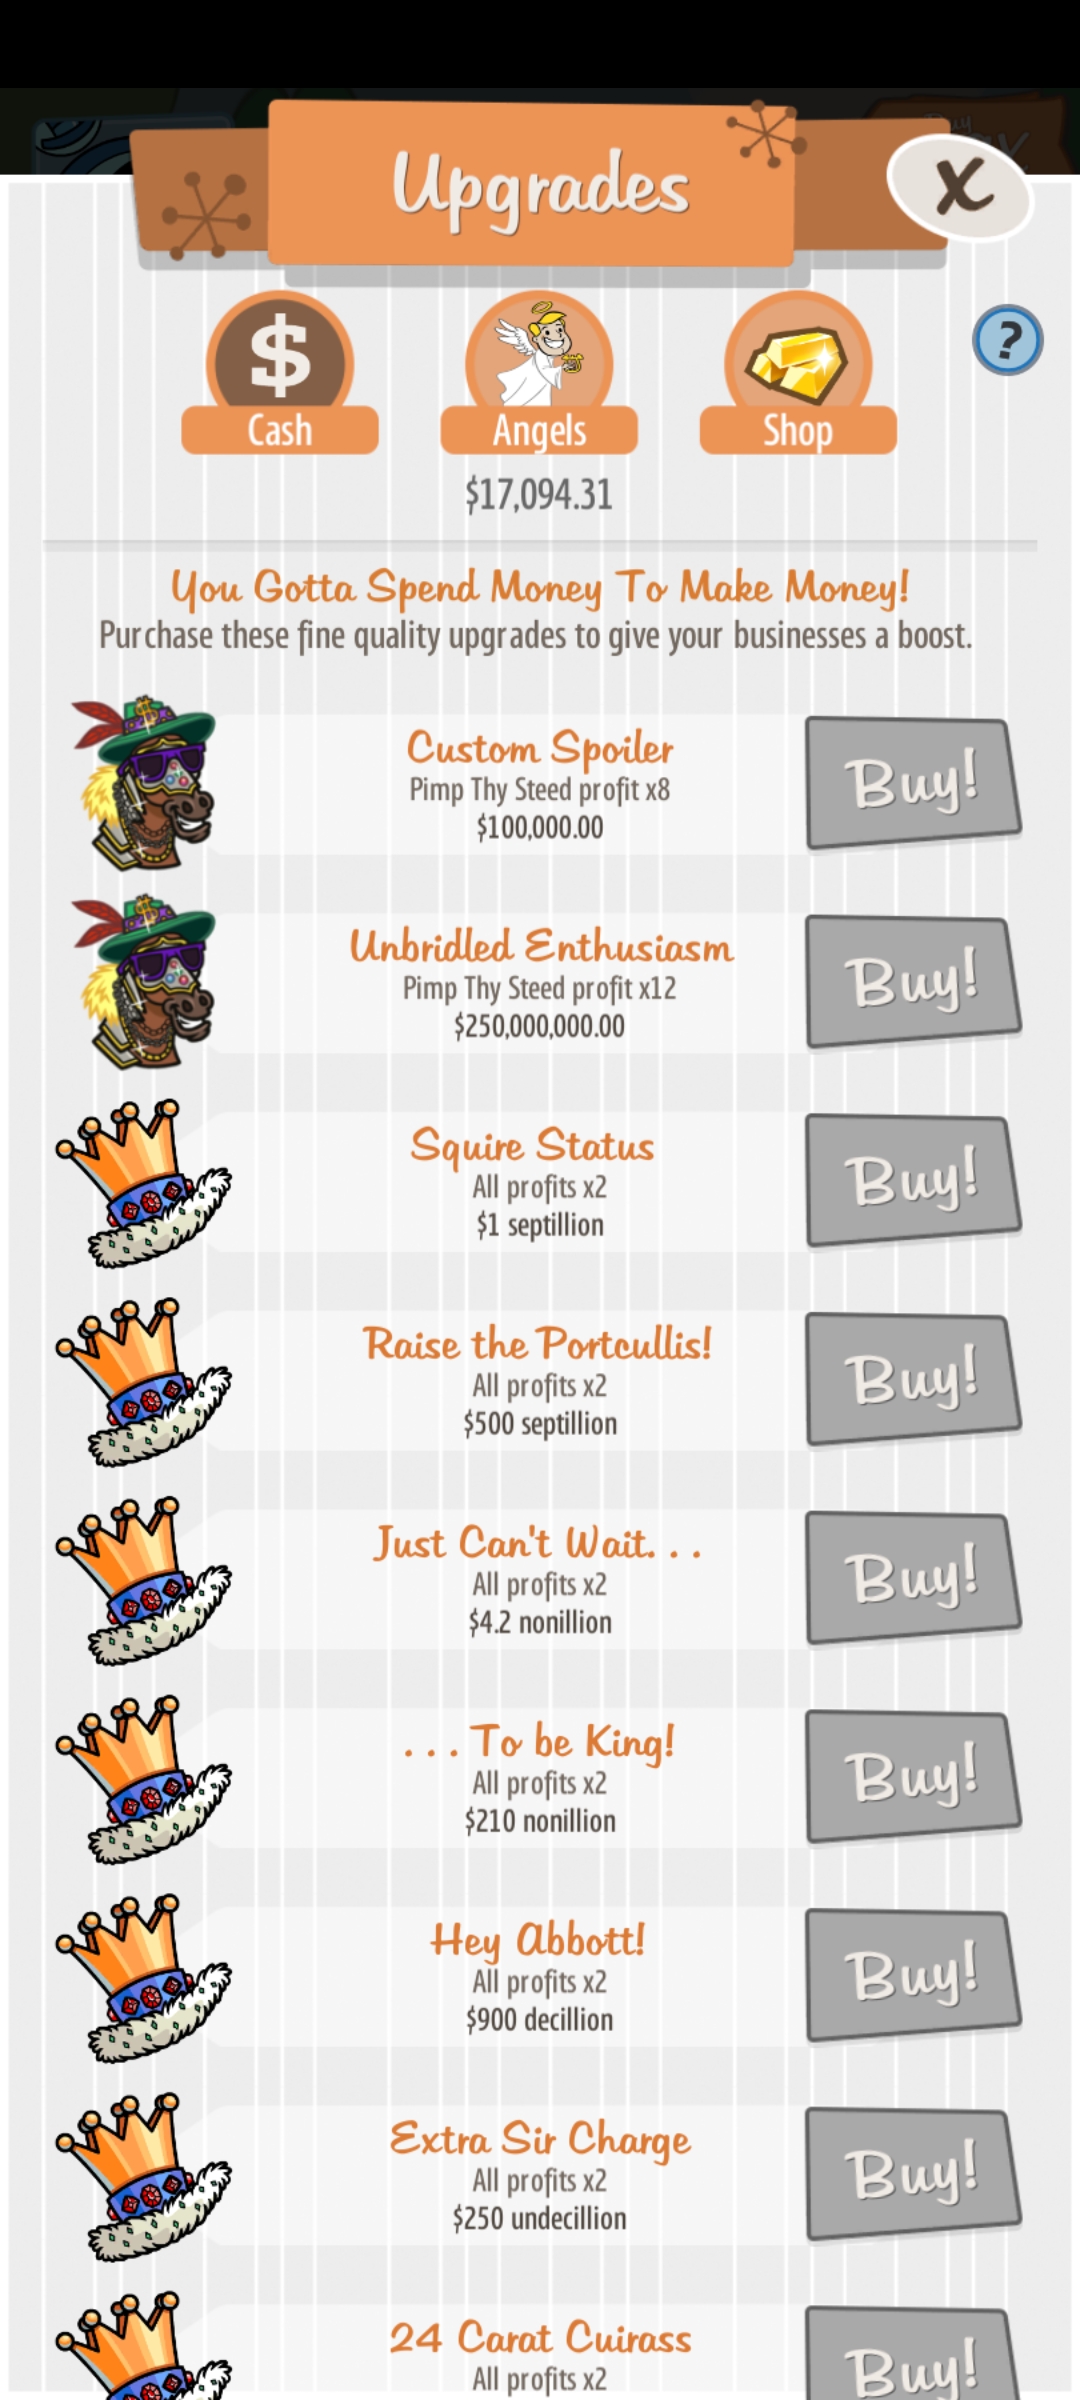 Upgrades
X
$
?
Cash
Angels
Shop
$17,094.31
You Gotta Spend Money To Make Money!
Purchase these fine quality upgrades to give your businesses a boost.
Custom Spoiler
Pimp Thy Steed profit x8
$100,000.00
Buy!
Unbridled Enthusiasm
Pimp Thy Steed profit x12
$250,000,000.00
Buy!
Squire Status
All profits x2
$1 septillion
Buy!
Raise the Portcullis!
All profits x2
$500 septillion
Buy!
Just Can't Wait. . .
All profits x2
$4.2 nonillion
Buy!
. . . To be King!
All profits x2
$210 nonillion
Buy!
Hey Abbott!
All profits x2
$900 decillion
Buy!
Extra Sir Charge
All profits x2
$250 undecillion
Buy!
24 Carat Cuirass
All profits x2
Buy!